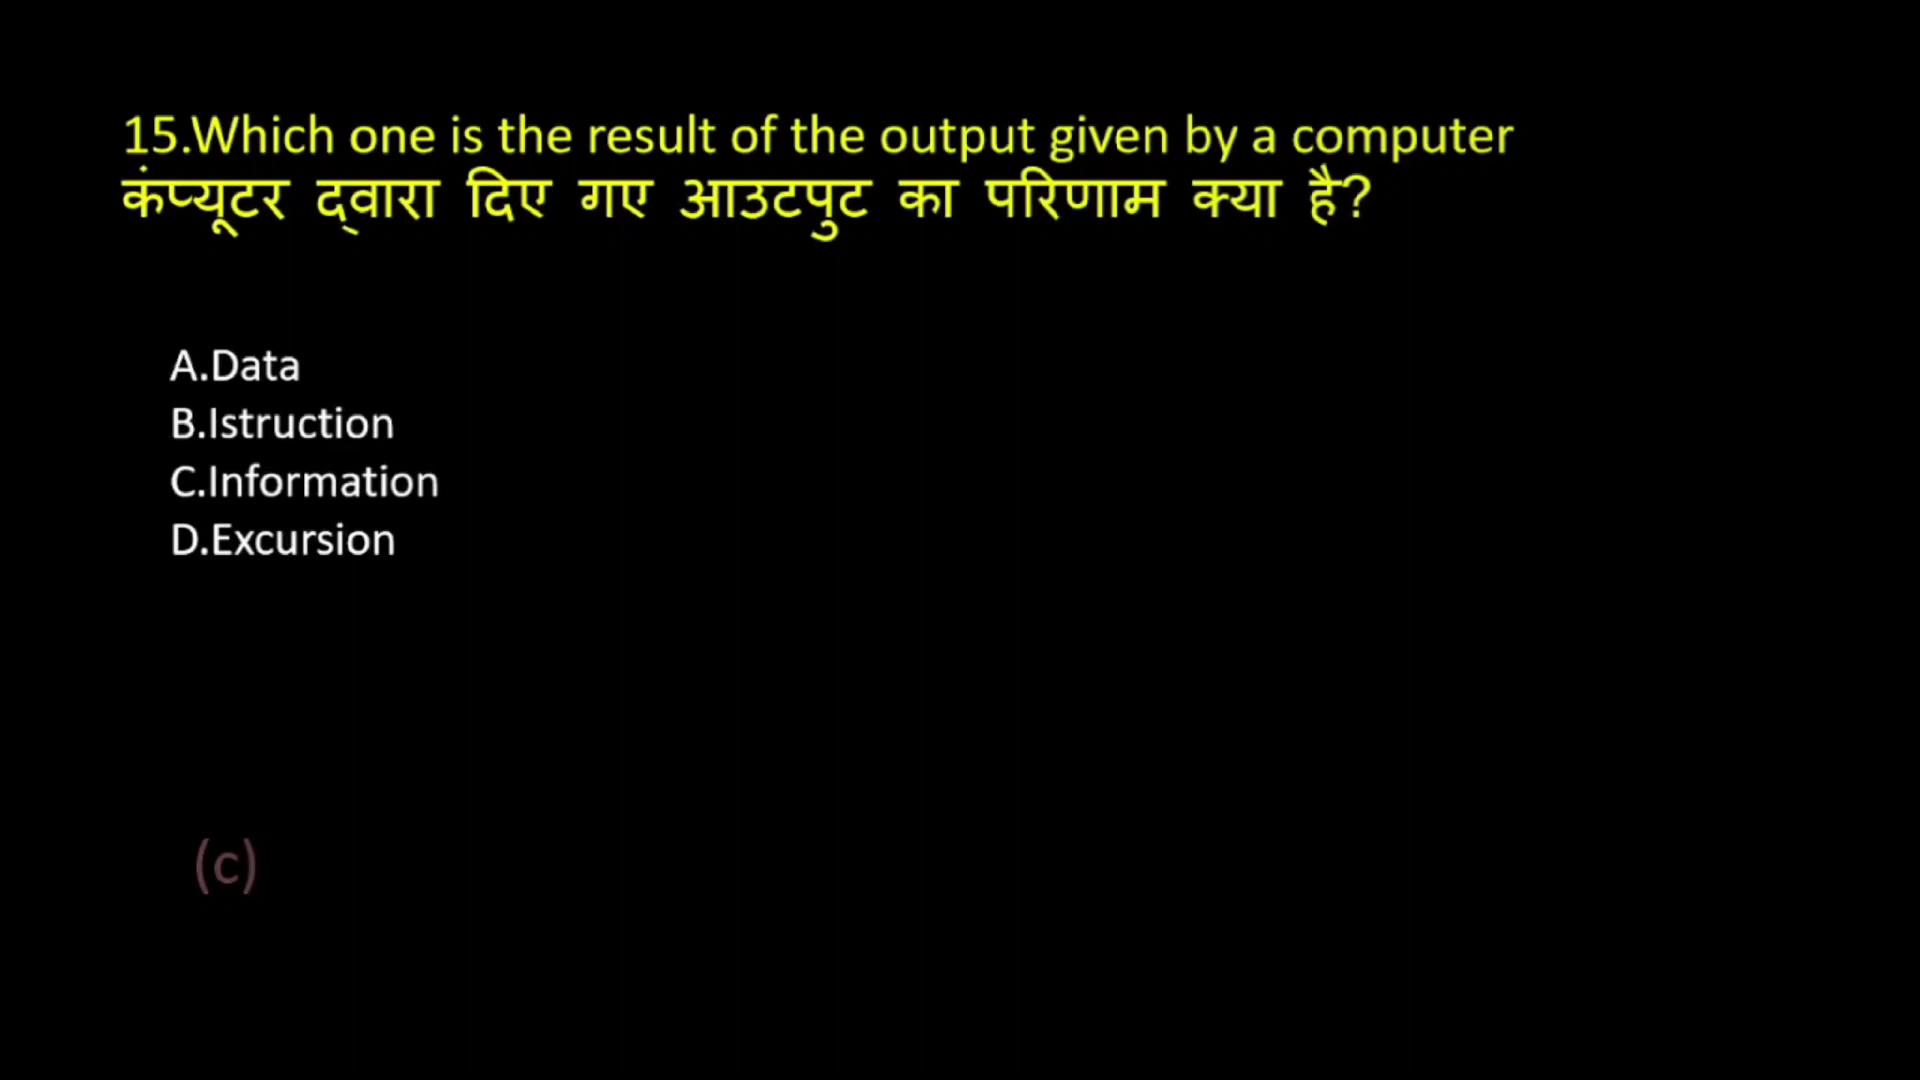 15.Which one is the result of the output given by a computer
कंप्यूटर द्वारा दिए गए आउटपुट का परिणाम क्या है?
A.Data
B.Istruction
C.Information
D.Excursion
(c)